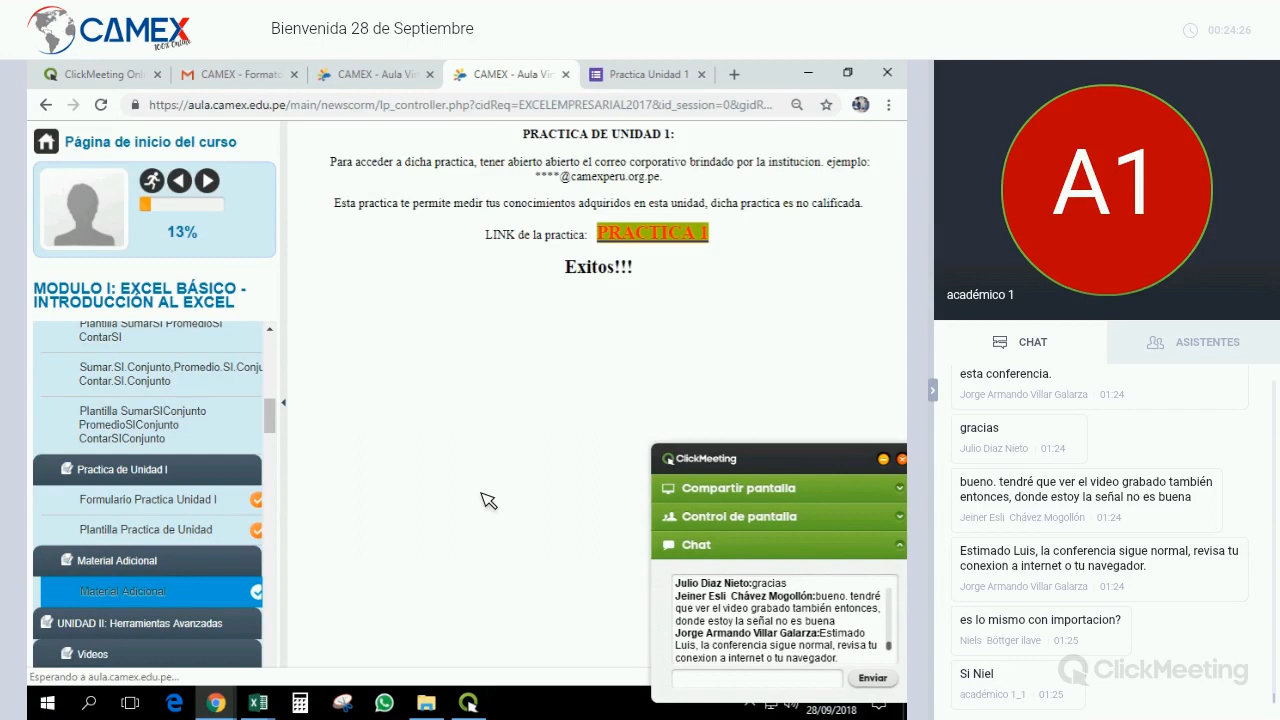 CAMEX
100% Online
Bienvenida 28 de Septiembre
00:24:26
ClickMeeting Onli
CAMEX - Formato
CAMEX - Aula Vir
CAMEX - Aula Vir
Practica Unidad 1
https://aula.camex.edu.pe/main/newscorm/lp_controller.php?cidReq=EXCELEMPRESARIAL2017&id_session=0&gidR...
Página de inicio del curso
13%
MODULO I: EXCEL BÁSICO -
INTRODUCCIÓN AL EXCEL
Plantilla SumarSI PromedioSI
ContarSI
Sumar.SI.Conjunto,Promedio.SI.Conju
Contar.SI.Conjunto
Plantilla SumarSIConjunto
PromedioSIConjunto
ContarSIConjunto
Practica de Unidad I
Formulario Practica Unidad I
Plantilla Practica de Unidad
Material Adicional
Material Adicional
UNIDAD II: Herramientas Avanzadas
Videos
Esperando a aula.camex.edu.pe...
PRACTICA DE UNIDAD 1:
Para acceder a dicha practica, tener abierto abierto el correo corporativo brindado por la institucion. ejemplo:
****@camexperu.org.pe.
Esta practica te permite medir tus conocimientos adquiridos en esta unidad, dicha practica es no calificada.
LINK de la practica: PRACTICA 1
Exitos!!!
ClickMeeting
Compartir pantalla
Control de pantalla
Chat
Julio Diaz Nieto:gracias
Jeiner Esli Chávez Mogollón:bueno. tendré
que ver el video grabado también entonces,
donde estoy la señal no es buena
Jorge Armando Villar Galarza:Estimado
Luis, la conferencia sigue normal, revisa tu
conexion a internet o tu navegador.
Enviar
28/09/2018
A1
académico 1
CHAT
ASISTENTES
esta conferencia.
Jorge Armando Villar Galarza · 01:24
gracias
Julio Diaz Nieto · 01:24
bueno. tendré que ver el video grabado también
entonces, donde estoy la señal no es buena
Jeiner Esli Chávez Mogollón · 01:24
Estimado Luis, la conferencia sigue normal, revisa tu
conexion a internet o tu navegador.
Jorge Armando Villar Galarza · 01:24
es lo mismo con importacion?
Niels Böttger ilave · 01:25
Si Niel
académico 1_1 · 01:25
ClickMeeting